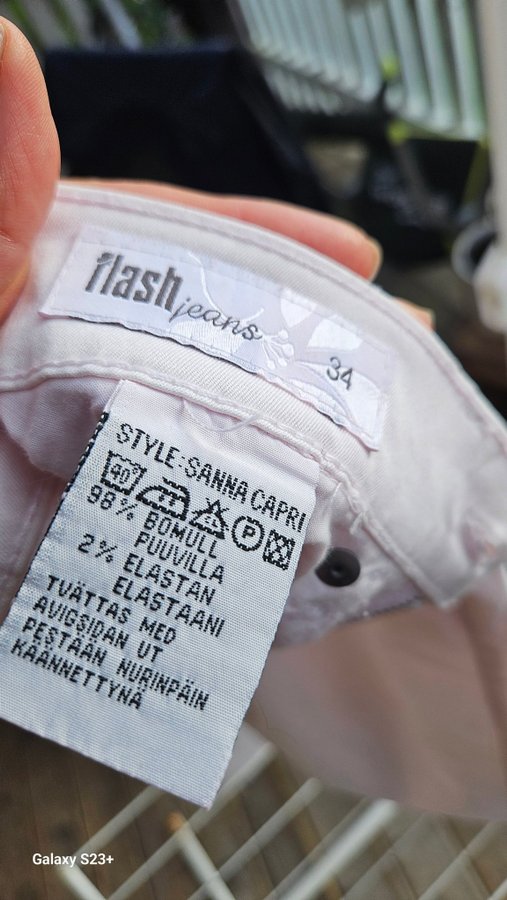 flash jeans
34
STYLE:SANNA CAPRI
40 P
98% BOMULL
PUUVILLA
2% ELASTAN
ELASTAANI
TVÄTTAS MED
AVIGSIDAN UT
PESTÄÄN NURINPÄIN
KÄÄNNETTYNÄ
Galaxy S23+